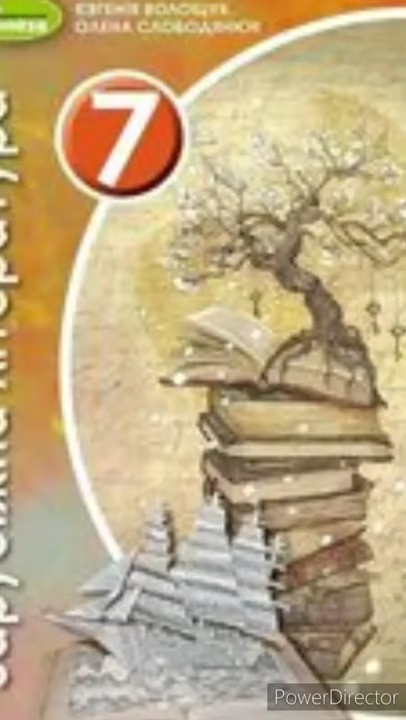 ЄВГЕНІЯ ВОЛОЩУК
ОЛЕНА СЛОБОДЯНЮК
7
зарубіжна література
PowerDirector